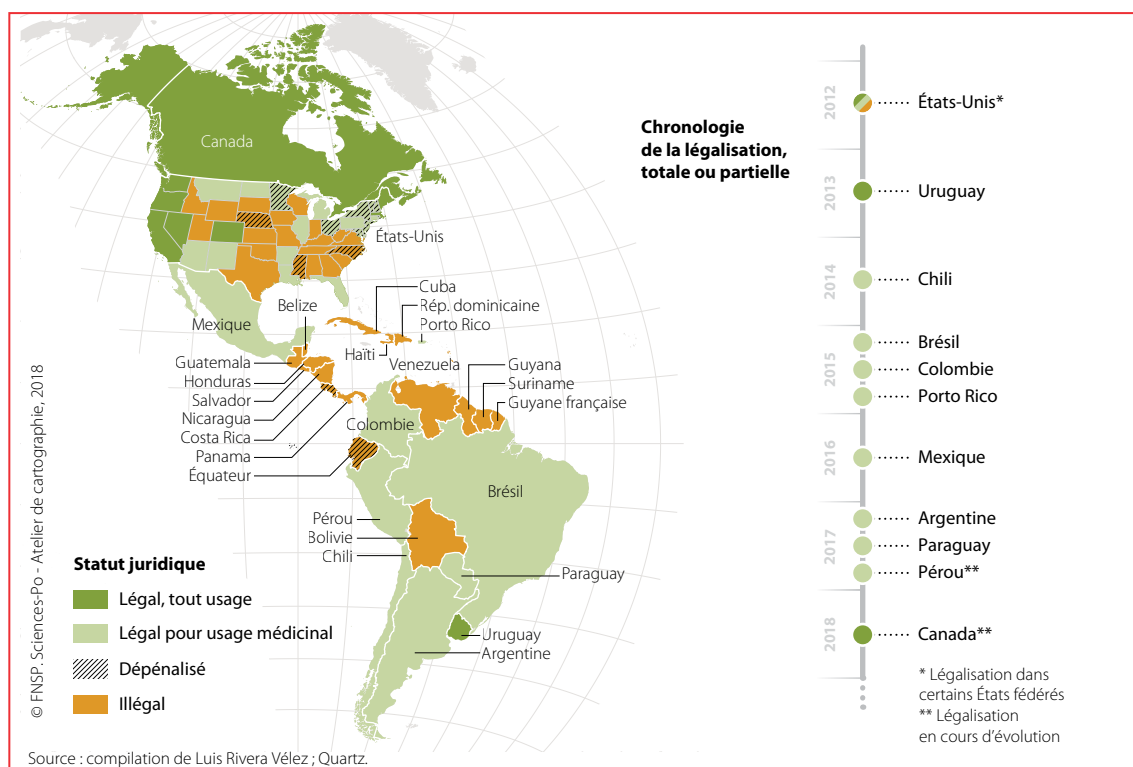 Canada
États-Unis
Mexique
Belize
Cuba
Rép. dominicaine
Porto Rico
Haïti
Guatemala
Honduras
Salvador
Nicaragua
Costa Rica
Panama
Équateur
Venezuela
Guyana
Suriname
Guyane française
Colombie
Brésil
Pérou
Bolivie
Chili
Paraguay
Uruguay
Argentine
Statut juridique
Légal, tout usage
Légal pour usage médicinal
Dépénalisé
Illégal
© FNSP. Sciences-Po - Atelier de cartographie, 2018
Source : compilation de Luis Rivera Vélez ; Quartz.
Chronologie
de la légalisation,
totale ou partielle
2012
États-Unis*
2013
Uruguay
2014
Chili
2015
Brésil
Colombie
Porto Rico
2016
Mexique
2017
Argentine
Paraguay
Pérou**
2018
Canada**
* Légalisation dans
certains États fédérés
** Légalisation
en cours d'évolution